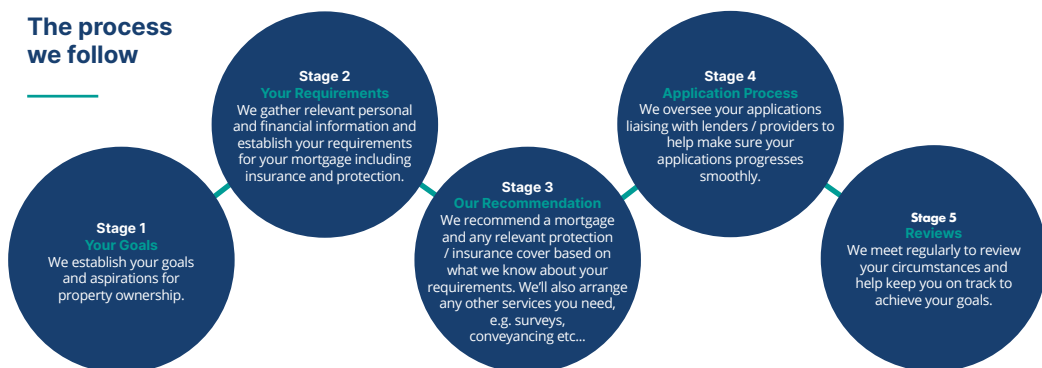 The process
we follow
Stage 1
Your Goals
We establish your goals
and aspirations for
property ownership.
Stage 2
Your Requirements
We gather relevant personal
and financial information and
establish your requirements
for your mortgage including
insurance and protection.
Stage 3
Our Recommendation
We recommend a mortgage
and any relevant protection
/ insurance cover based on
what we know about your
requirements. We'll also arrange
any other services you need,
e.g. surveys,
conveyancing etc...
Stage 4
Application Process
We oversee your applications
liaising with lenders / providers to
help make sure your
applications progresses
smoothly.
Stage 5
Reviews
We meet regularly to review
your circumstances and
help keep you on track to
achieve your goals.